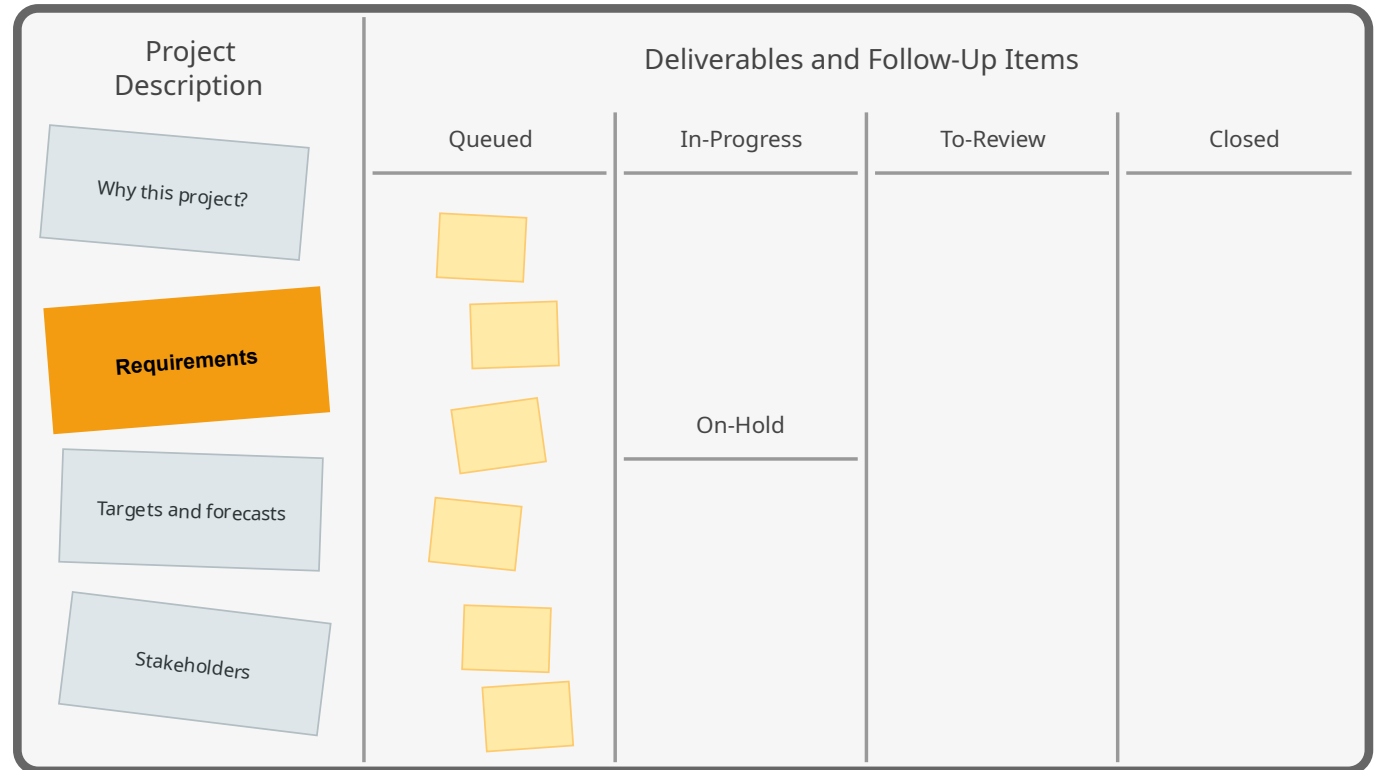 Project
Description
Deliverables and Follow-Up Items
Queued
In-Progress
To-Review
Closed
Why this project?
Requirements
On-Hold
Targets and forecasts
Stakeholders